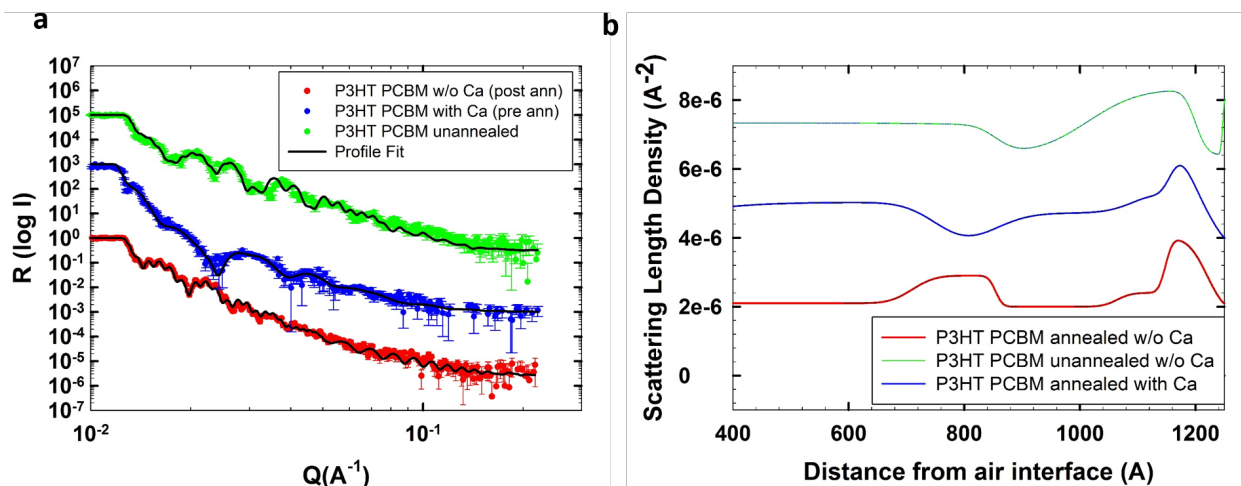 a
R (log I)
10^7
10^6
10^5
10^4
10^3
10^2
10^1
10^0
10^-1
10^-2
10^-3
10^-4
10^-5
10^-6
10^-7
P3HT PCBM w/o Ca (post ann)
P3HT PCBM with Ca (pre ann)
P3HT PCBM unannealed
Profile Fit
10^-2
10^-1
Q(A^-1)
b
Scattering Length Density (A^-2)
8e-6
6e-6
4e-6
2e-6
0
P3HT PCBM annealed w/o Ca
P3HT PCBM unannealed w/o Ca
P3HT PCBM annealed with Ca
400
600
800
1000
1200
Distance from air interface (A)